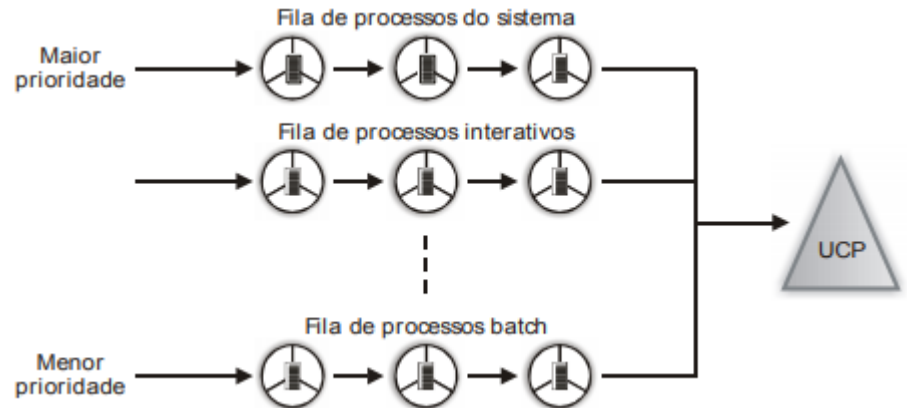 Fila de processos do sistema
Maior
prioridade
Fila de processos interativos
UCP
Fila de processos batch
Menor
prioridade